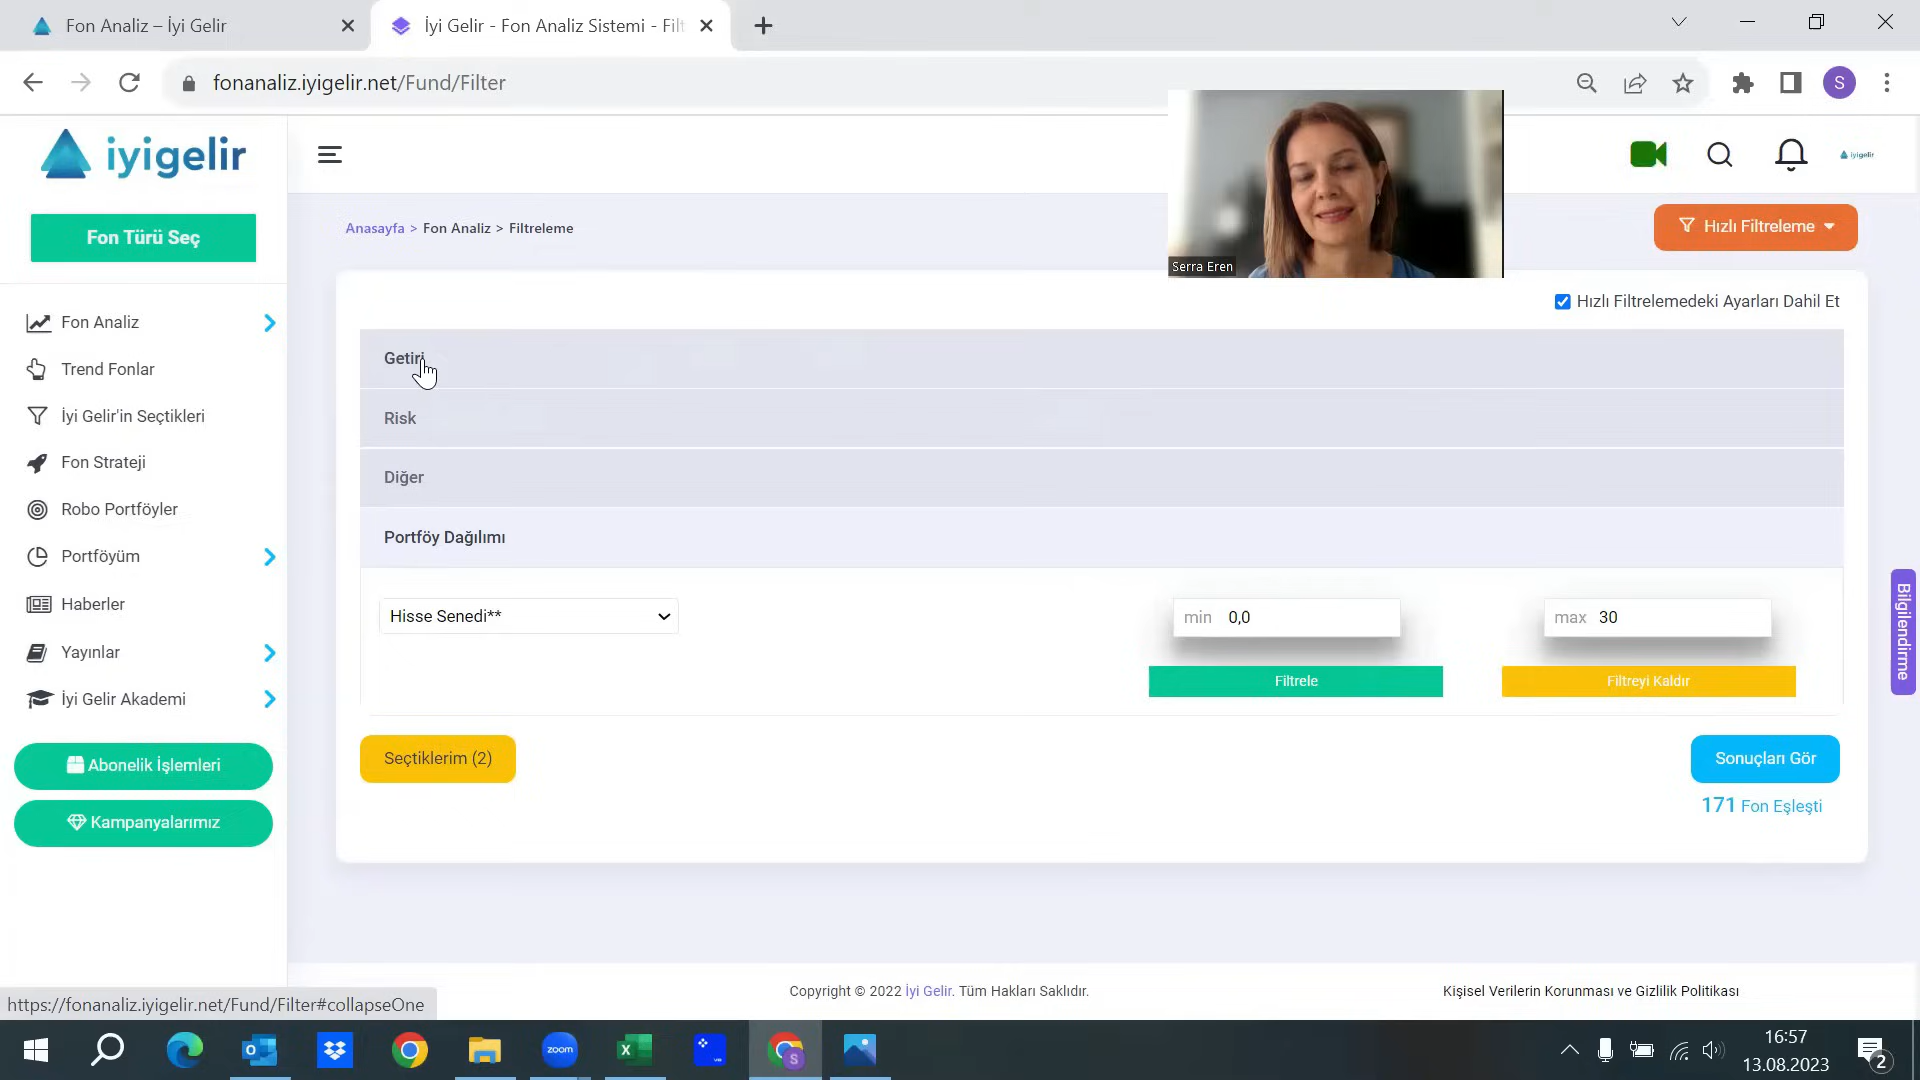 Fon Analiz – İyi Gelir
İyi Gelir - Fon Analiz Sistemi - Filt
fonanaliz.iyigelir.net/Fund/Filter
S
iyigelir
iyigelir
Fon Türü Seç
Anasayfa > Fon Analiz > Filtreleme
Hızlı Filtreleme
Serra Eren
Hızlı Filtrelemedeki Ayarları Dahil Et
Fon Analiz
Trend Fonlar
İyi Gelir'in Seçtikleri
Fon Strateji
Robo Portföyler
Portföyüm
Haberler
Yayınlar
İyi Gelir Akademi
Abonelik İşlemleri
Kampanyalarımız
Getiri
Risk
Diğer
Portföy Dağılımı
Hisse Senedi**
min 0,0
max 30
Filtrele
Filtreyi Kaldır
Seçtiklerim (2)
Sonuçları Gör
171 Fon Eşleşti
Bilgilendirme
Copyright © 2022 İyi Gelir. Tüm Hakları Saklıdır.
Kişisel Verilerin Korunması ve Gizlilik Politikası
https://fonanaliz.iyigelir.net/Fund/Filter#collapseOne
zoom
S
16:57
13.08.2023
2